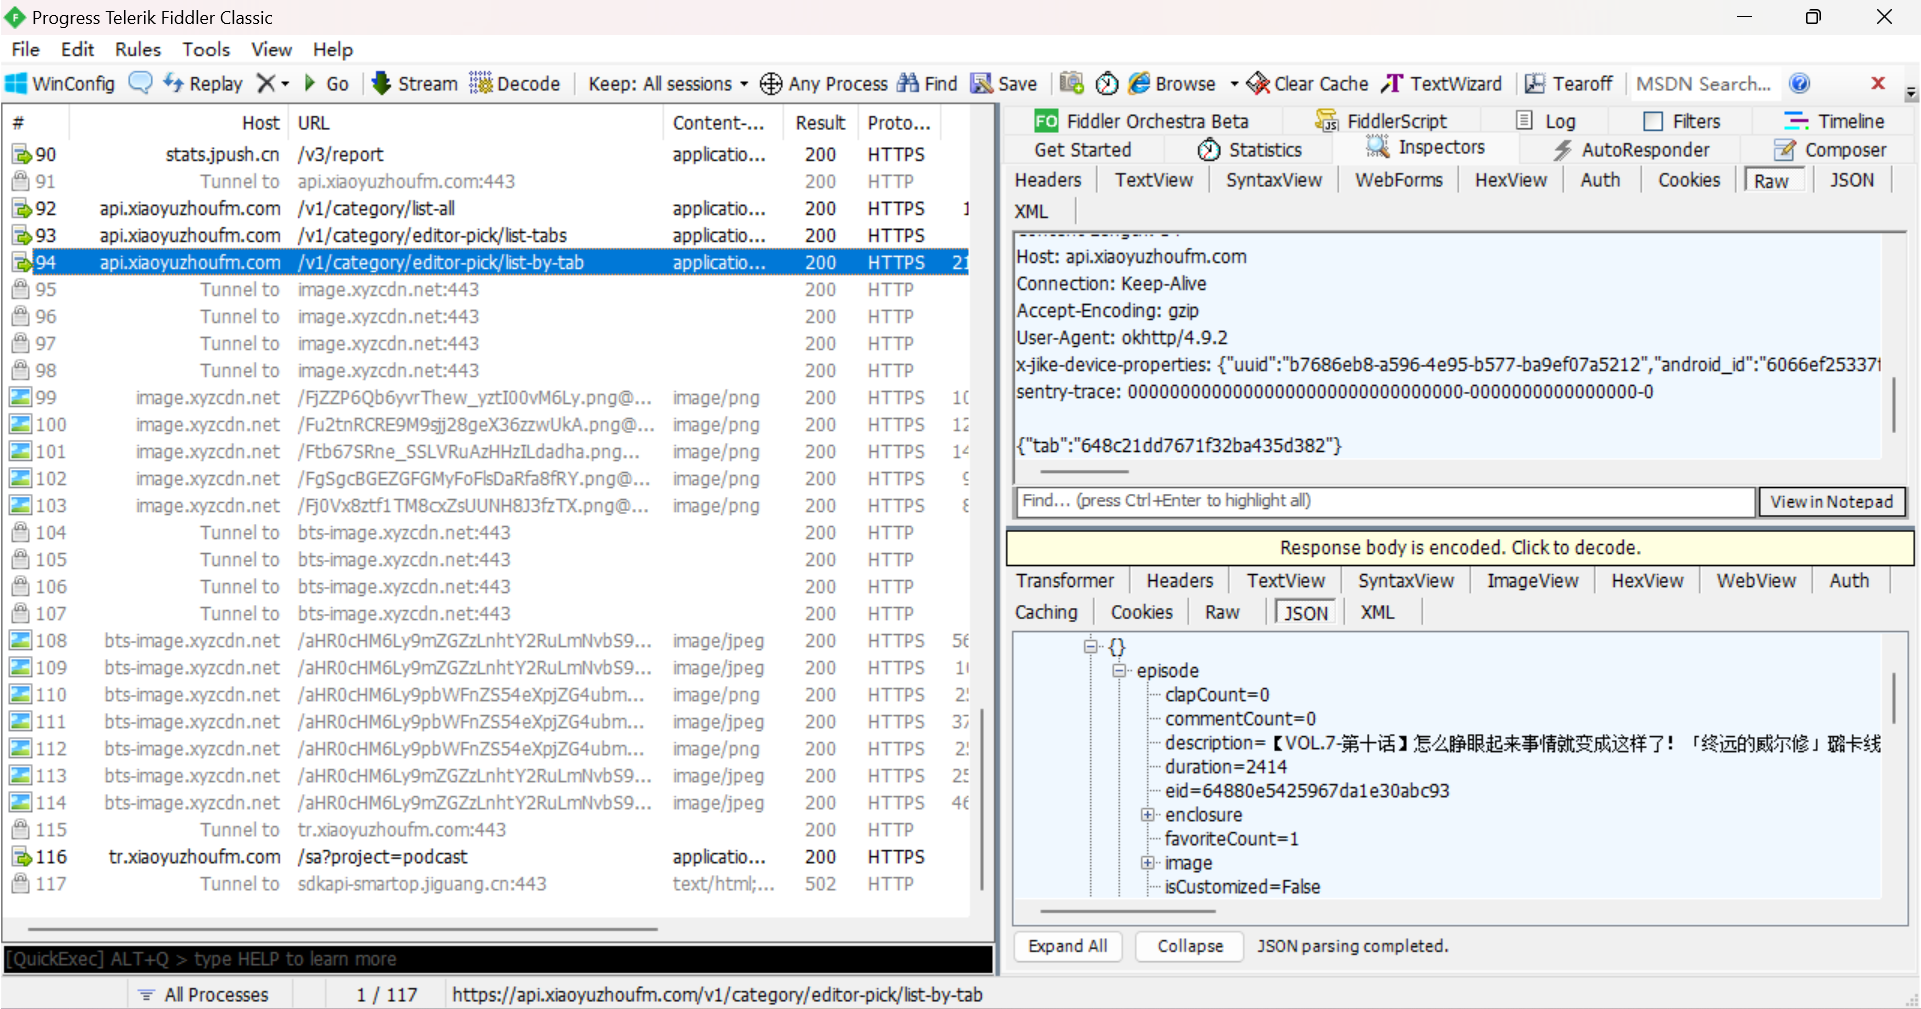 Progress Telerik Fiddler Classic
File Edit Rules Tools View Help
WinConfig Replay Go Stream Decode Keep: All sessions Any Process Find Save Browse Clear Cache TextWizard Tearoff MSDN Search... X
# Host URL Content-... Result Proto...
90 stats.jpush.cn /v3/report applicatio... 200 HTTPS
91 Tunnel to api.xiaoyuzhoufm.com:443 200 HTTP
92 api.xiaoyuzhoufm.com /v1/category/list-all applicatio... 200 HTTPS 1
93 api.xiaoyuzhoufm.com /v1/category/editor-pick/list-tabs applicatio... 200 HTTPS
94 api.xiaoyuzhoufm.com /v1/category/editor-pick/list-by-tab applicatio... 200 HTTPS 21
95 Tunnel to image.xyzcdn.net:443 200 HTTP
96 Tunnel to image.xyzcdn.net:443 200 HTTP
97 Tunnel to image.xyzcdn.net:443 200 HTTP
98 Tunnel to image.xyzcdn.net:443 200 HTTP
99 image.xyzcdn.net /FjZZP6Qb6yvrThew_yztI00vM6Ly.png@... image/png 200 HTTPS 10
100 image.xyzcdn.net /Fu2tnRCRE9M9sjj28geX36zzwUkA.png@... image/png 200 HTTPS 12
101 image.xyzcdn.net /Ftb67SRne_SSLVRuAzHHzILdadha.png... image/png 200 HTTPS 14
102 image.xyzcdn.net /FgSgcBGEZGFGMyFoFlsDaRfa8fRY.png@... image/png 200 HTTPS
103 image.xyzcdn.net /Fj0Vx8ztf1TM8cxZsUUNH8J3fzTX.png@... image/png 200 HTTPS
104 Tunnel to bts-image.xyzcdn.net:443 200 HTTP
105 Tunnel to bts-image.xyzcdn.net:443 200 HTTP
106 Tunnel to bts-image.xyzcdn.net:443 200 HTTP
107 Tunnel to bts-image.xyzcdn.net:443 200 HTTP
108 bts-image.xyzcdn.net /aHR0cHM6Ly9mZGZzLnhtY2RuLmNvbS9... image/jpeg 200 HTTPS 56
109 bts-image.xyzcdn.net /aHR0cHM6Ly9mZGZzLnhtY2RuLmNvbS9... image/jpeg 200 HTTPS
110 bts-image.xyzcdn.net /aHR0cHM6Ly9pbWFnZS54eXpjZG4ubm... image/png 200 HTTPS
111 bts-image.xyzcdn.net /aHR0cHM6Ly9pbWFnZS54eXpjZG4ubm... image/jpeg 200 HTTPS 37
112 bts-image.xyzcdn.net /aHR0cHM6Ly9pbWFnZS54eXpjZG4ubm... image/png 200 HTTPS
113 bts-image.xyzcdn.net /aHR0cHM6Ly9mZGZzLnhtY2RuLmNvbS9... image/jpeg 200 HTTPS 25
114 bts-image.xyzcdn.net /aHR0cHM6Ly9mZGZzLnhtY2RuLmNvbS9... image/jpeg 200 HTTPS 46
115 Tunnel to tr.xiaoyuzhoufm.com:443 200 HTTP
116 tr.xiaoyuzhoufm.com /sa?project=podcast applicatio... 200 HTTPS
117 Tunnel to sdkapi-smartop.jiguang.cn:443 text/html;... 502 HTTP
[QuickExec] ALT+Q > type HELP to learn more
All Processes 1 / 117 https://api.xiaoyuzhoufm.com/v1/category/editor-pick/list-by-tab
FO Fiddler Orchestra Beta FiddlerScript Log Filters Timeline
Get Started Statistics Inspectors AutoResponder Composer
Headers TextView SyntaxView WebForms HexView Auth Cookies Raw JSON
XML
Host: api.xiaoyuzhoufm.com
Connection: Keep-Alive
Accept-Encoding: gzip
User-Agent: okhttp/4.9.2
x-jike-device-properties: {"uuid":"b7686eb8-a596-4e95-b577-ba9ef07a5212","android_id":"6066ef25337f
sentry-trace: 00000000000000000000000000000000-0000000000000000-0
{"tab":"648c21dd7671f32ba435d382"}
Find... (press Ctrl+Enter to highlight all) View in Notepad
Response body is encoded. Click to decode.
Transformer Headers TextView SyntaxView ImageView HexView WebView Auth
Caching Cookies Raw JSON XML
{}
episode
clapCount=0
commentCount=0
description=【VOL.7-第十话】怎么睁眼起来事情就变成这样了！「终远的威尔修」璐卡线
duration=2414
eid=64880e5425967da1e30abc93
enclosure
favoriteCount=1
image
isCustomized=False
Expand All Collapse JSON parsing completed.